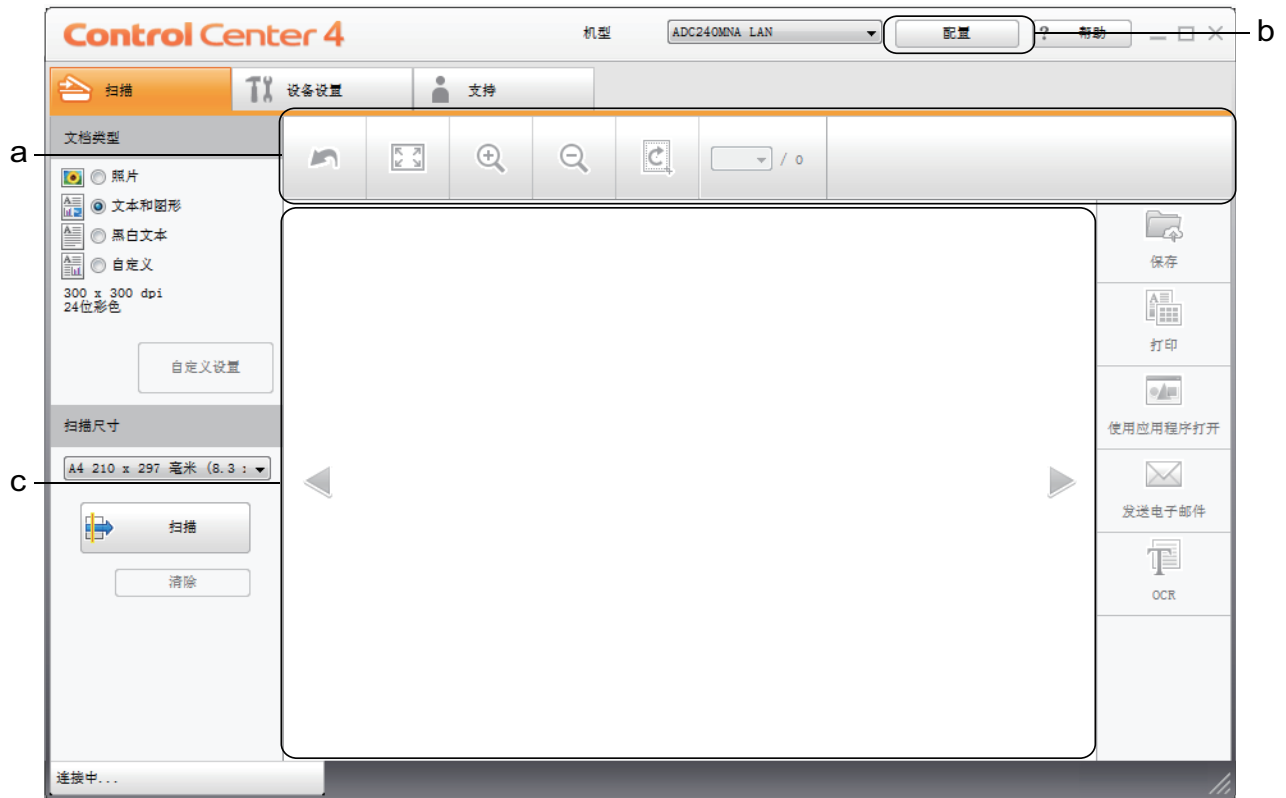 Control Center 4
机型
ADC240MNA LAN
配置
? 帮助
b
扫描
设备设置
支持
文档类型
a
/ 0
照片
文本和图形
黑白文本
自定义
300 x 300 dpi
24位彩色
自定义设置
扫描尺寸
A4 210 x 297 毫米 (8.3 :
c
扫描
清除
保存
打印
使用应用程序打开
发送电子邮件
OCR
连接中...